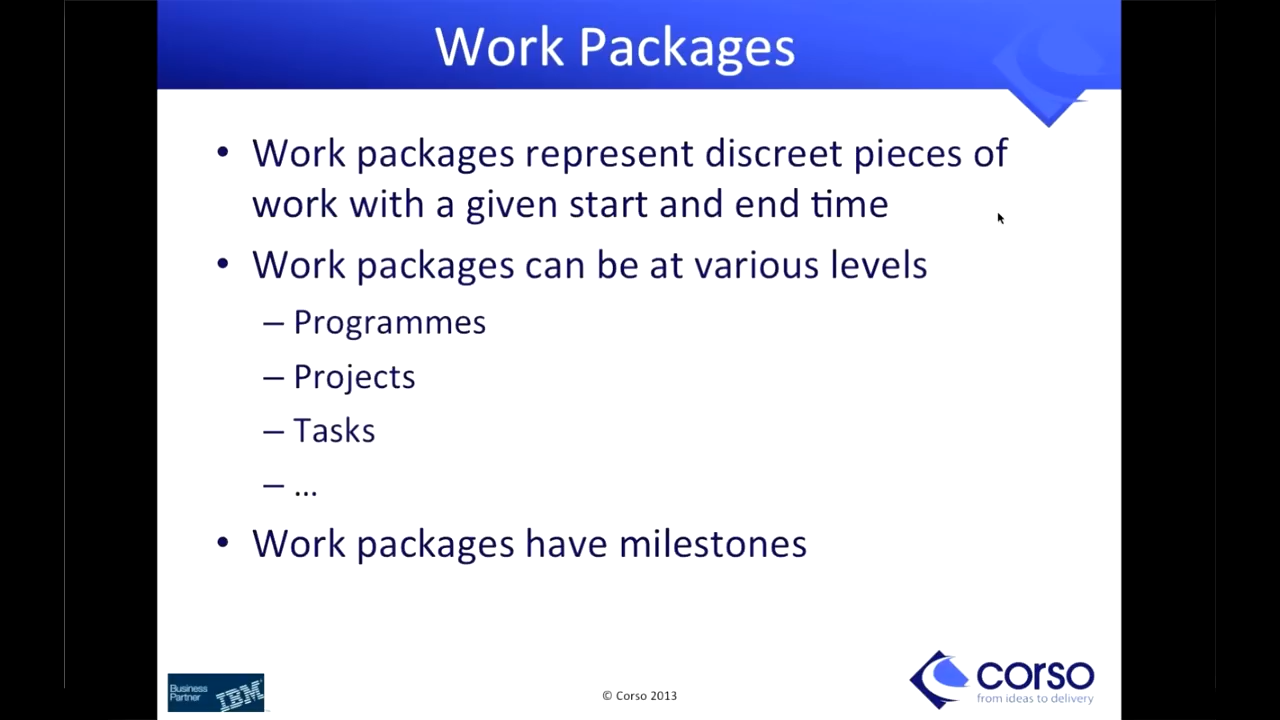 Work Packages
• Work packages represent discreet pieces of
work with a given start and end time
• Work packages can be at various levels
– Programmes
– Projects
– Tasks
– ...
• Work packages have milestones
Business
Partner
IBM
© Corso 2013
corso
from ideas to delivery